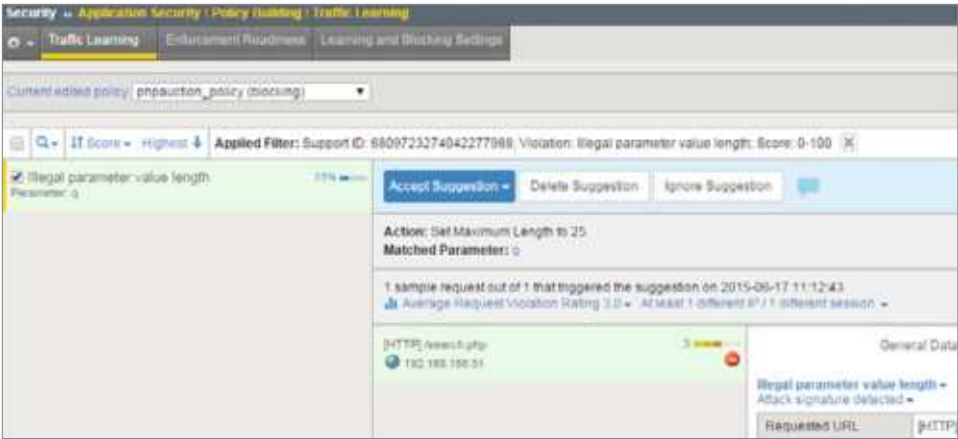 Security ›› Application Security : Policy Building : Traffic Learning
Traffic Learning Enforcement Readiness Learning and Blocking Settings
Current edited policy phpauction_policy (blocking)
Score Highest Applied Filter: Support ID: 6809723274042277988; Violation: Illegal parameter value length; Score: 0-100
Illegal parameter value length
Parameter: q
Accept Suggestion Delete Suggestion Ignore Suggestion
Action: Set Maximum Length to 25
Matched Parameter: q
1 sample request out of 1 that triggered the suggestion on 2015-06-17 11:12:43
Average Request Violation Rating 3.0 At least 1 different IP / 1 different session
[HTTP] /search.php 3
General Data
Illegal parameter value length
Attack signature detected
Requested URL [HTTP]